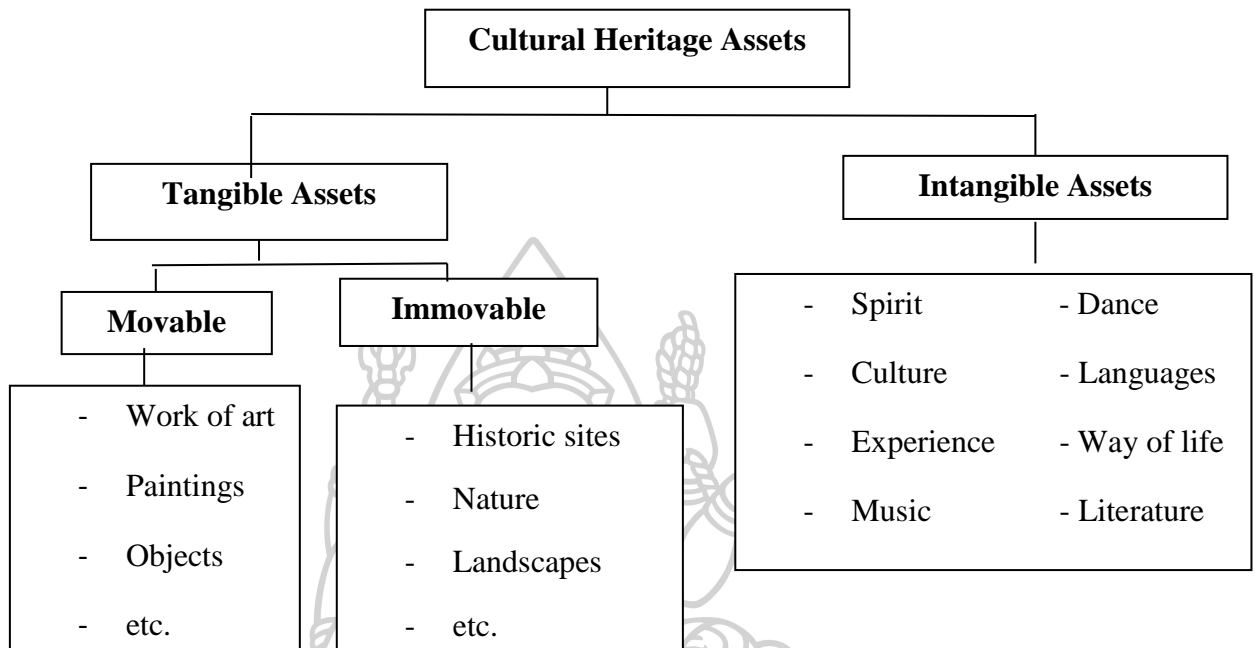 Cultural Heritage Assets
Tangible Assets
Intangible Assets
Movable
Immovable
- Work of art
- Paintings
- Objects
- etc.
- Historic sites
- Nature
- Landscapes
- etc.
- Spirit - Dance
- Culture - Languages
- Experience - Way of life
- Music - Literature